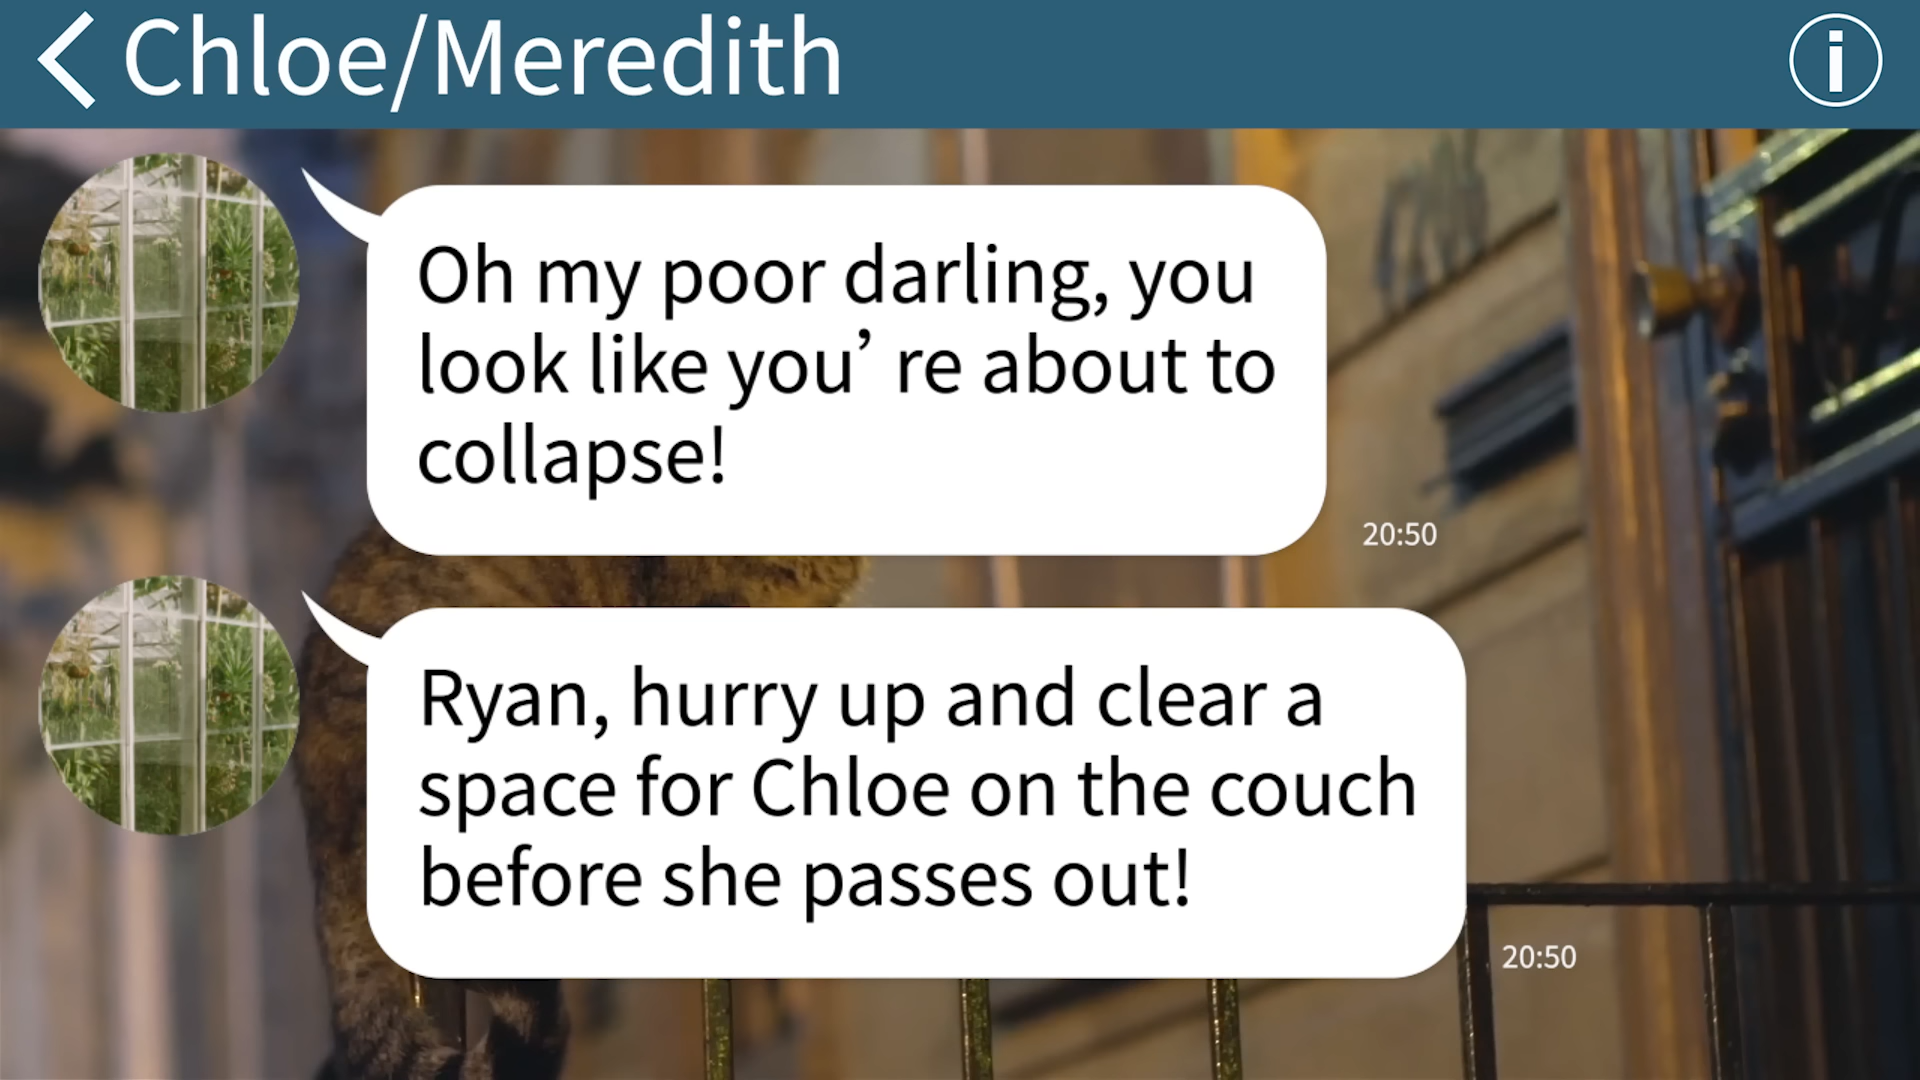 Chloe/Meredith
Oh my poor darling, you
look like you’ re about to
collapse!
20:50
Ryan, hurry up and clear a
space for Chloe on the couch
before she passes out!
20:50